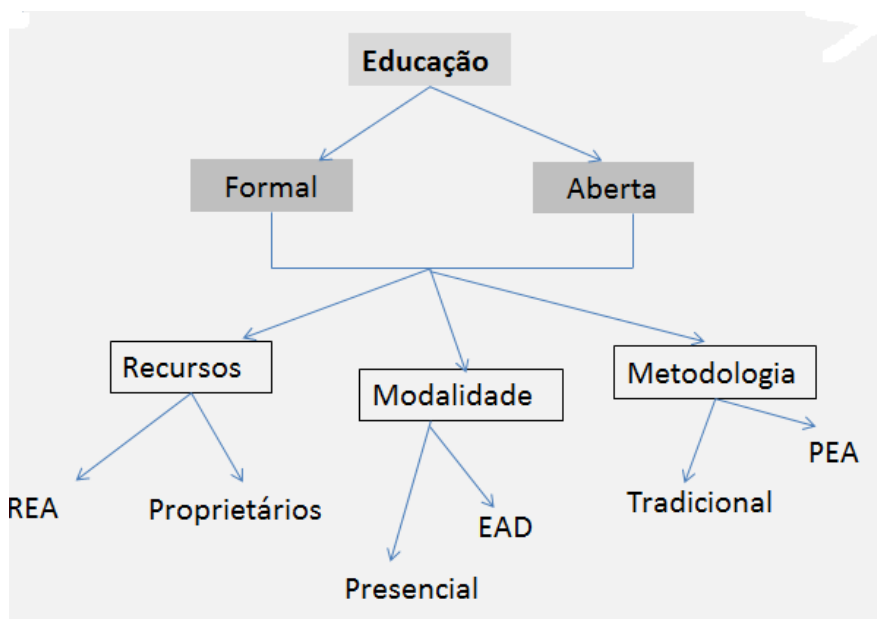 Educação
Formal
Aberta
Recursos
Modalidade
Metodologia
REA
Proprietários
Presencial
EAD
Tradicional
PEA